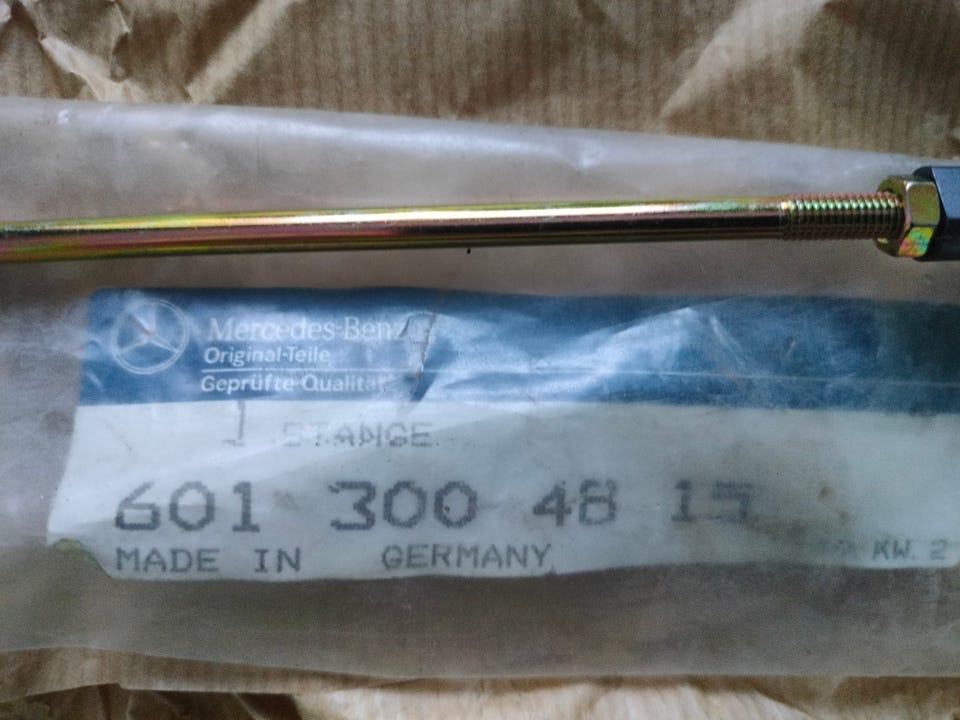 Mercedes-Benz
Original-Teile
Geprüfte Qualität
1 STANGE
601 300 48 15
MADE IN GERMANY
KW. 2